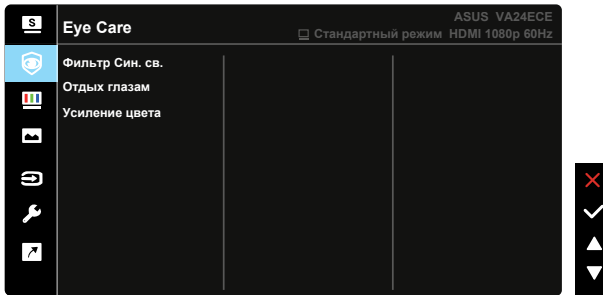 S
Eye Care
ASUS VA24ECE
Стандартный режим HDMI 1080p 60Hz
Фильтр Син. св.
Отдых глазам
Усиление цвета